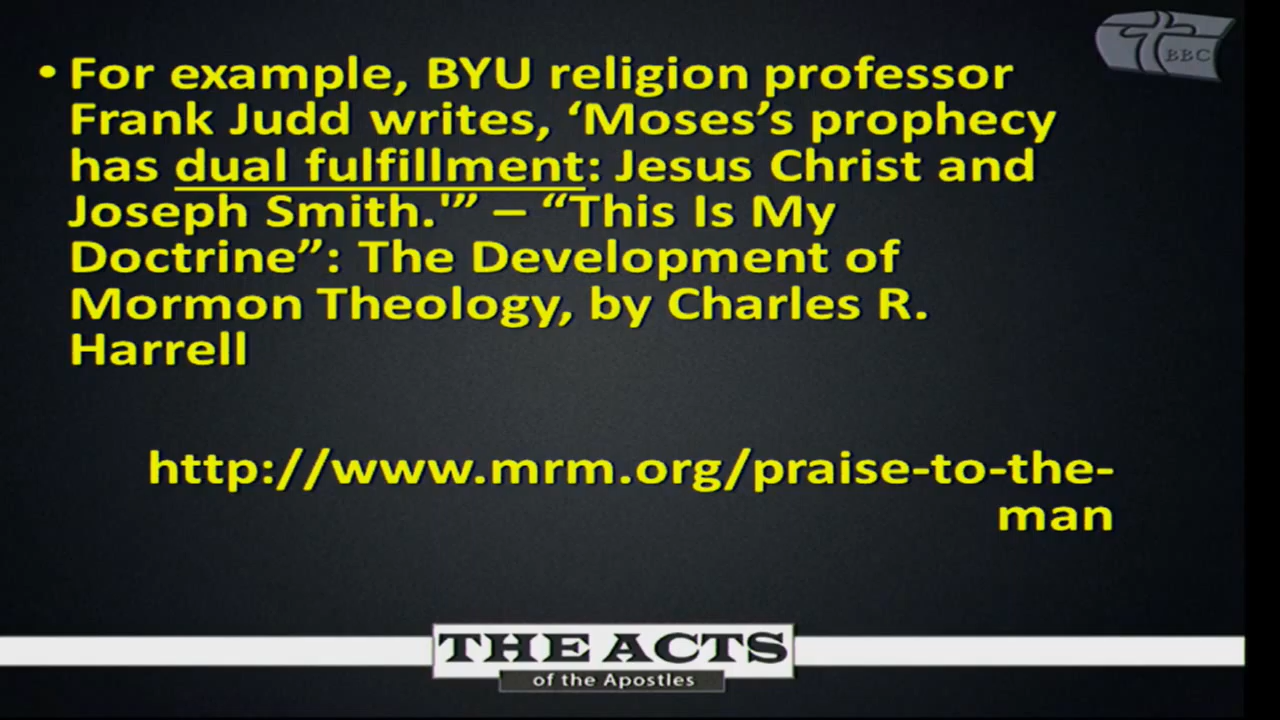 BBC
• For example, BYU religion professor
Frank Judd writes, ‘Moses’s prophecy
has dual fulfillment: Jesus Christ and
Joseph Smith.'” – “This Is My
Doctrine”: The Development of
Mormon Theology, by Charles R.
Harrell
http://www.mrm.org/praise-to-the-
man
THE ACTS
of the Apostles